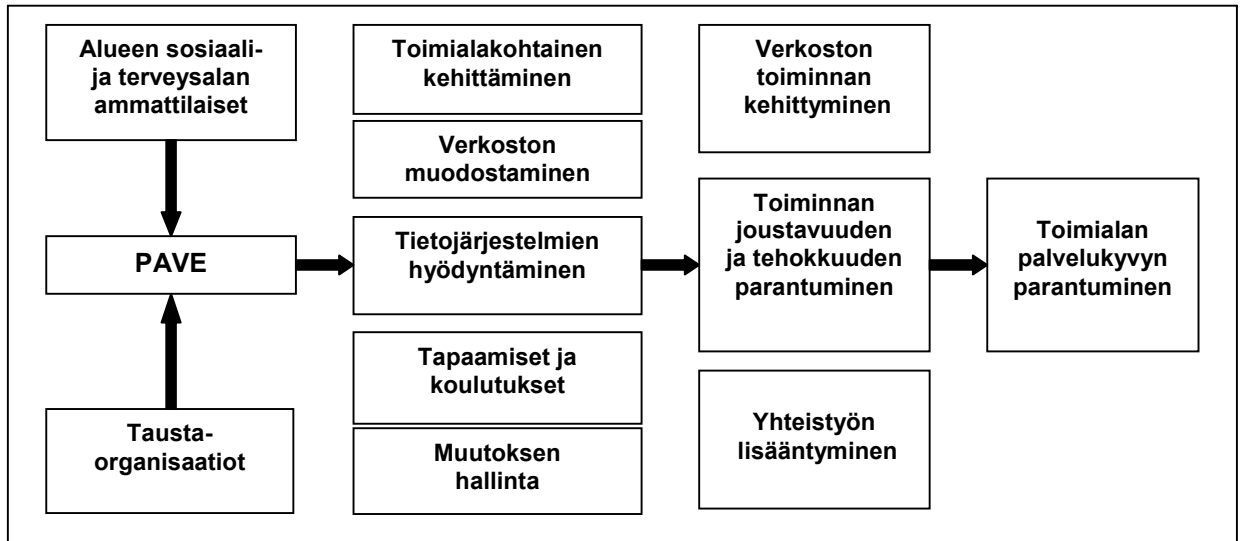 Alueen sosiaali-
ja terveysalan
ammattilaiset
PAVE
Tausta-
organisaatiot
Toimialakohtainen
kehittäminen
Verkoston
muodostaminen
Tietojärjestelmien
hyödyntäminen
Tapaamiset ja
koulutukset
Muutoksen
hallinta
Verkoston
toiminnan
kehittyminen
Toiminnan
joustavuuden
ja tehokkuuden
parantuminen
Yhteistyön
lisääntyminen
Toimialan
palvelukyvyn
parantuminen